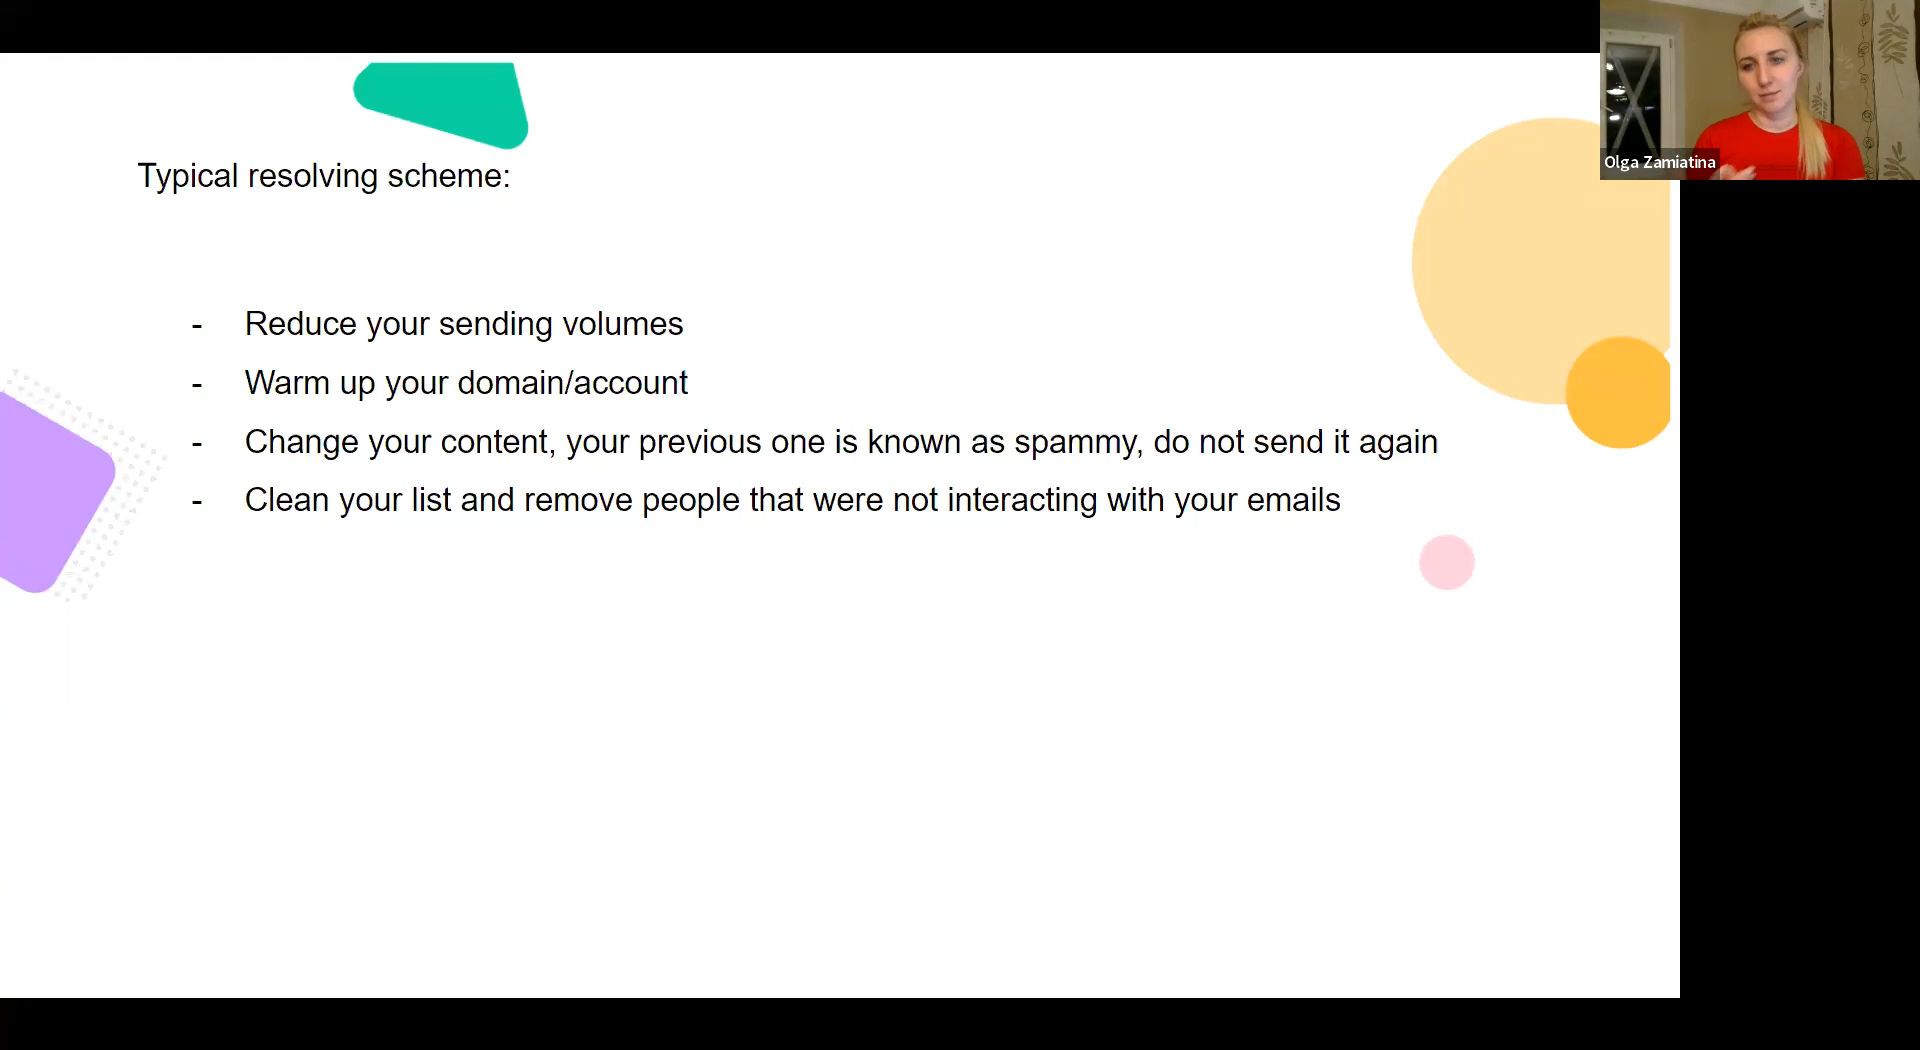 Typical resolving scheme:
- Reduce your sending volumes
- Warm up your domain/account
- Change your content, your previous one is known as spammy, do not send it again
- Clean your list and remove people that were not interacting with your emails
Olga Zamiatina